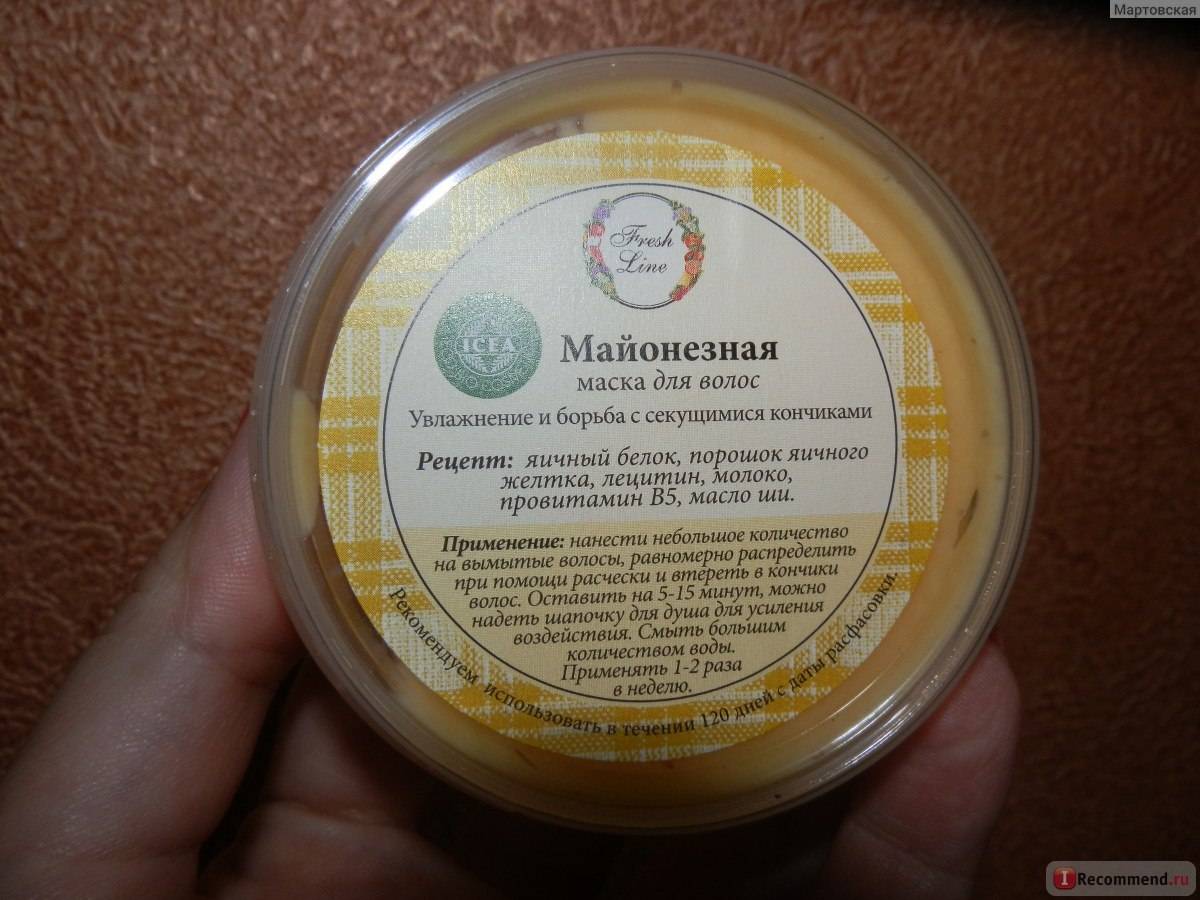 Мартовская
Fresh
Line
ICEA
Майонезная
маска для волос
Увлажнение и борьба с секущимися кончиками
Рецепт: яичный белок, порошок яичного
желтка, лецитин, молоко,
провитамин В5, масло ши.
Применение: нанести небольшое количество
на вымытые волосы, равномерно распределить
при помощи расчески и втереть в кончики
волос. Оставить на 5-15 минут, можно
надеть шапочку для душа для усиления
воздействия. Смыть большим
количеством воды.
Применять 1-2 раза
в неделю.
Рекомендуем использовать в течении 120 дней с даты расфасовки.
IRecommend.ru